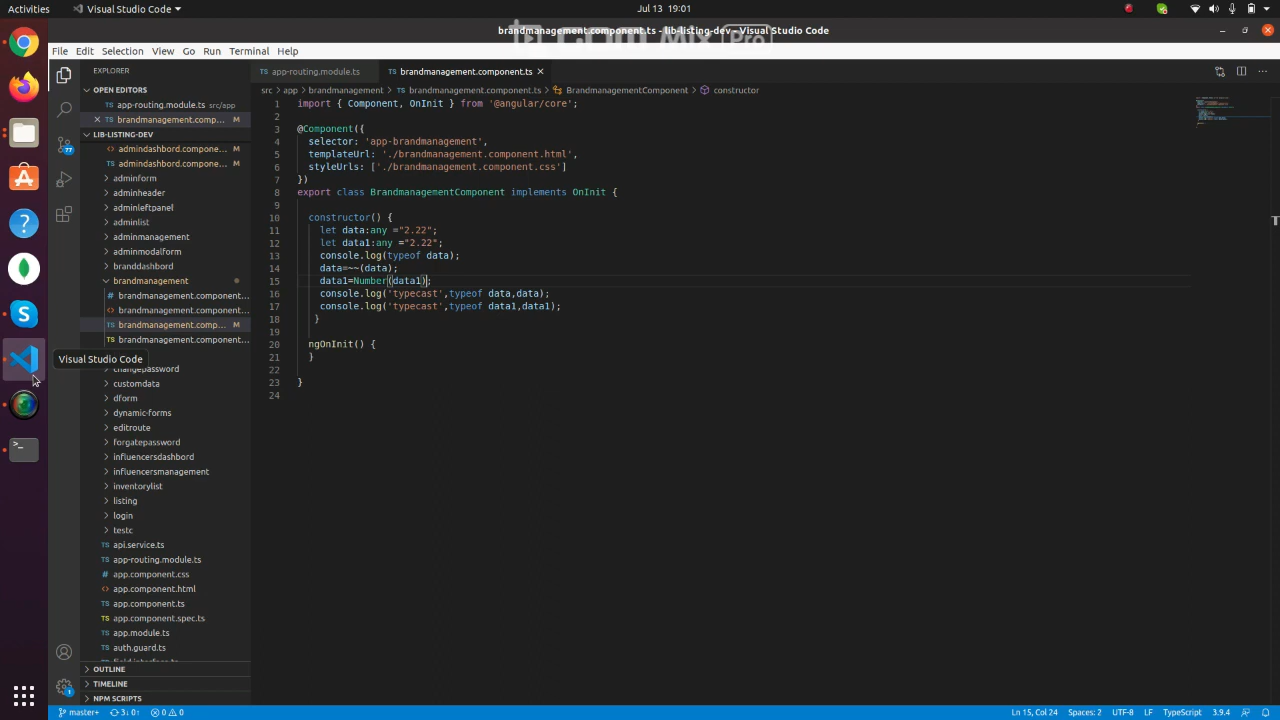 Activities
Visual Studio Code
Jul 13 19:01
brandmanagement.component.ts - lib-listing-dev - Visual Studio Code
File Edit Selection View Go Run Terminal Help
EXPLORER
OPEN EDITORS
app-routing.module.ts src/app
brandmanagement.comp... M
LIB-LISTING-DEV
admindashbord.compone... M
admindashbord.compone... M
adminform
adminheader
adminleftpanel
adminlist
adminmanagement
adminmodalform
branddashbord
brandmanagement
brandmanagement.component...
brandmanagement.component...
brandmanagement.comp... M
brandmanagement.component...
Visual Studio Code
changepassword
customdata
dform
dynamic-forms
editroute
forgatepassword
influencersdashbord
influencersmanagement
inventorylist
listing
login
testc
api.service.ts
app-routing.module.ts
app.component.css
app.component.html
app.component.ts
app.component.spec.ts
app.module.ts
auth.guard.ts
OUTLINE
TIMELINE
NPM SCRIPTS
77
1
app-routing.module.ts
brandmanagement.component.ts
src > app > brandmanagement > brandmanagement.component.ts > BrandmanagementComponent > constructor
1 import { Component, OnInit } from '@angular/core';
2
3 @Component({
4 selector: 'app-brandmanagement',
5 templateUrl: './brandmanagement.component.html',
6 styleUrls: ['./brandmanagement.component.css']
7 })
8 export class BrandmanagementComponent implements OnInit {
9
10 constructor() {
11 let data:any ="2.22";
12 let data1:any ="2.22";
13 console.log(typeof data);
14 data=~~(data);
15 data1=Number(data1);
16 console.log('typecast',typeof data,data);
17 console.log('typecast',typeof data1,data1);
18 }
19
20 ngOnInit() {
21 }
22
23 }
24
master+ 3↓ 0↑ 0 0
Ln 15, Col 24 Spaces: 2 UTF-8 LF TypeScript 3.9.4